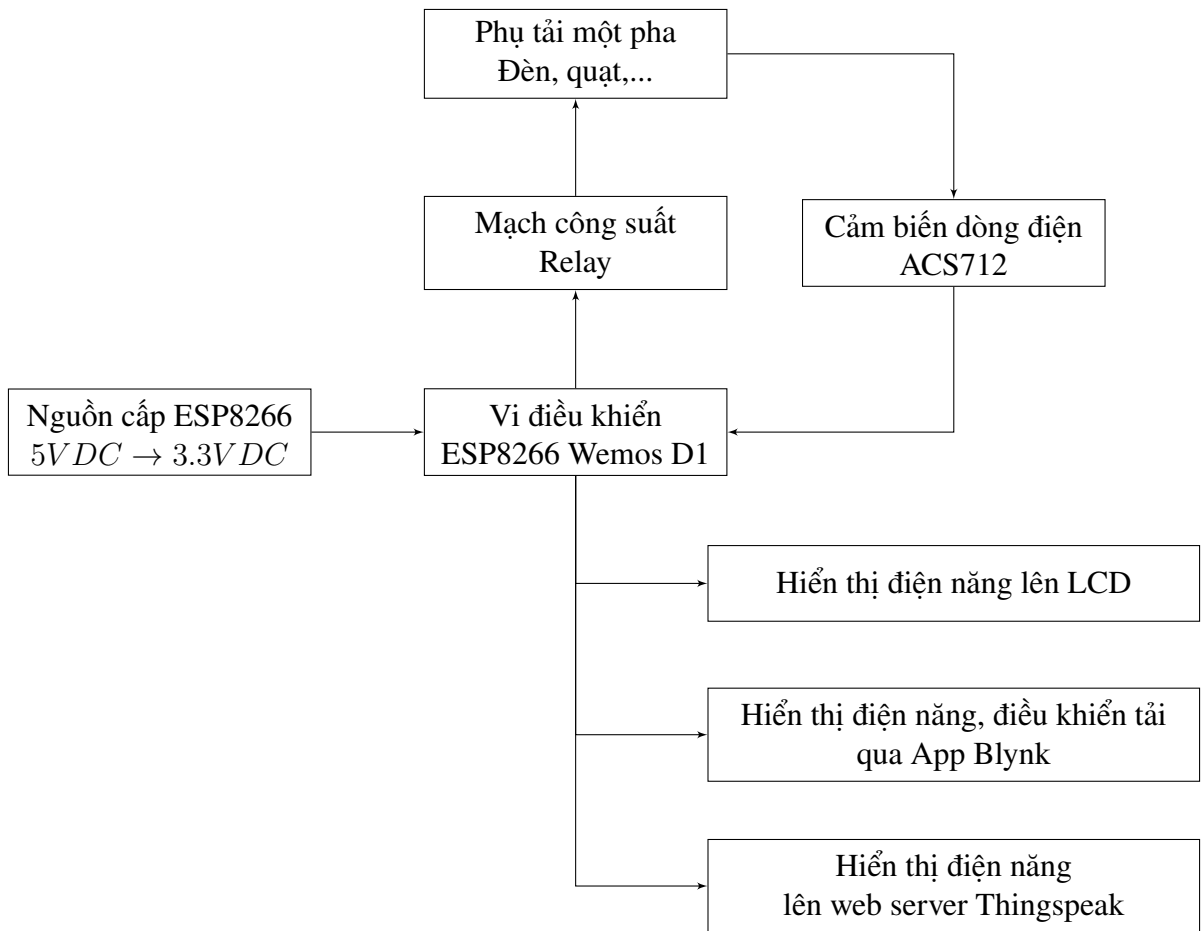 Phụ tải một pha
Đèn, quạt,...
Mạch công suất
Relay
Cảm biến dòng điện
ACS712
Nguồn cấp ESP8266
5V DC → 3.3V DC
Vi điều khiển
ESP8266 Wemos D1
Hiển thị điện năng lên LCD
Hiển thị điện năng, điều khiển tải
qua App Blynk
Hiển thị điện năng
lên web server Thingspeak